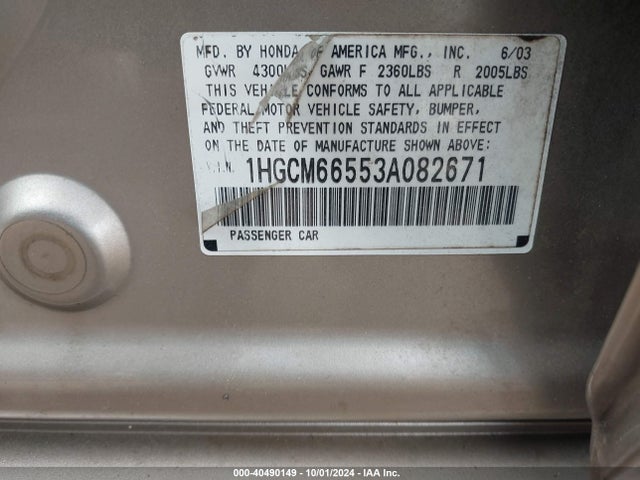 MFD. BY HONDA OF AMERICA MFG., INC. 6/03
GVWR 4300LBS GAWR F 2360LBS R 2005LBS
THIS VEHICLE CONFORMS TO ALL APPLICABLE
FEDERAL MOTOR VEHICLE SAFETY, BUMPER,
AND THEFT PREVENTION STANDARDS IN EFFECT
ON THE DATE OF MANUFACTURE SHOWN ABOVE:
V.I.N. 1HGCM66553A082671
PASSENGER CAR
000-40490149 - 10/01/2024 - IAA Inc.